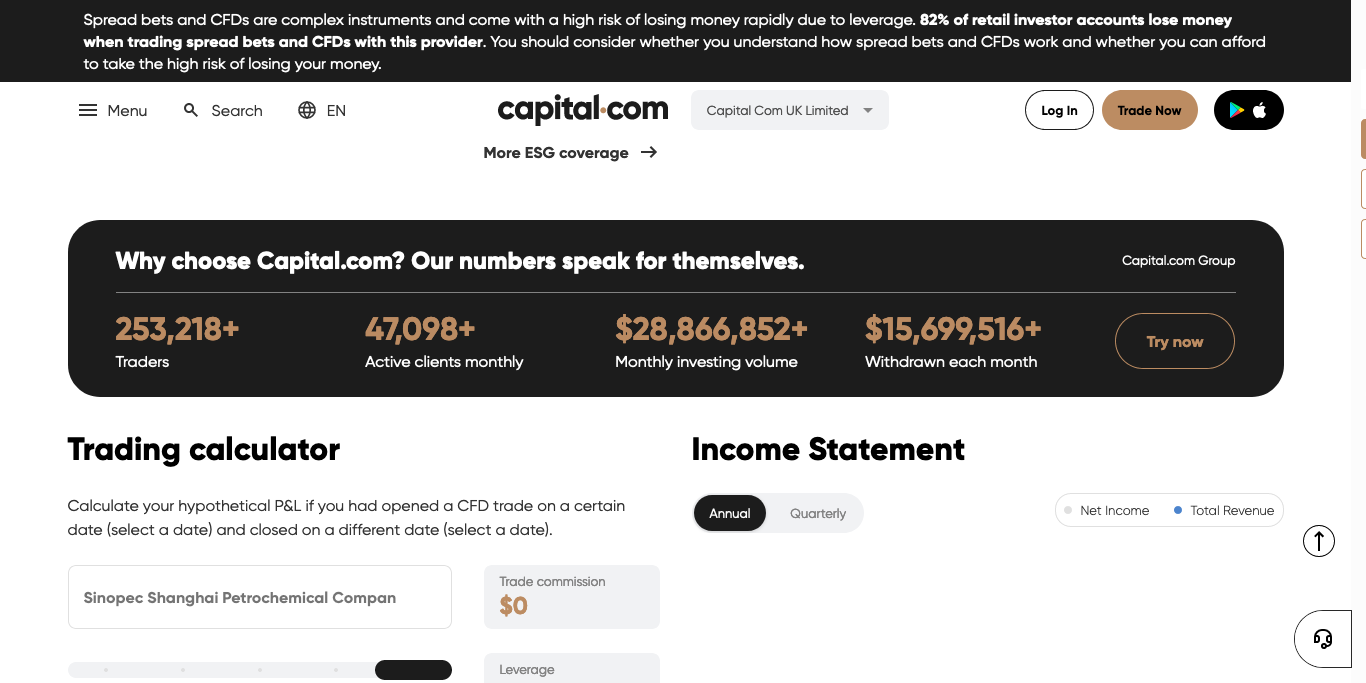 Spread bets and CFDs are complex instruments and come with a high risk of losing money rapidly due to leverage. 82% of retail investor accounts lose money
when trading spread bets and CFDs with this provider. You should consider whether you understand how spread bets and CFDs work and whether you can afford
to take the high risk of losing your money.
Menu
Search
EN
capital.com
Capital Com UK Limited
Log In
Trade Now
More ESG coverage
Why choose Capital.com? Our numbers speak for themselves.
Capital.com Group
253,218+
Traders
47,098+
Active clients monthly
$28,866,852+
Monthly investing volume
$15,699,516+
Withdrawn each month
Try now
Trading calculator
Calculate your hypothetical P&L if you had opened a CFD trade on a certain
date (select a date) and closed on a different date (select a date).
Sinopec Shanghai Petrochemical Compan
Trade commission
$0
Leverage
Income Statement
Annual
Quarterly
Net Income
Total Revenue